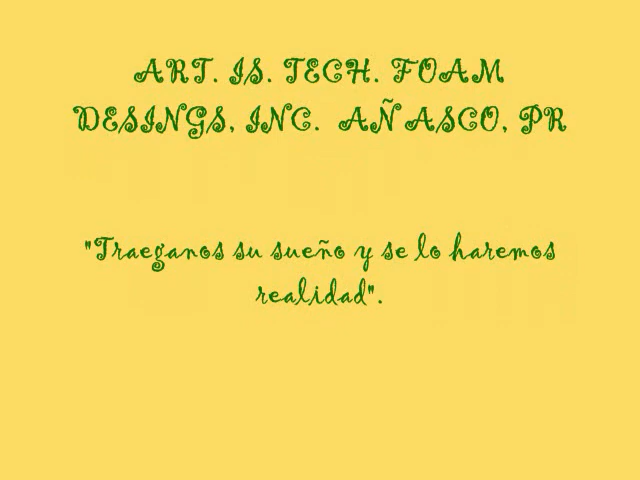 ART. IS. TECH. FOAM
DESINGS, INC. AÑASCO, PR
"Traeganos su sueño y se lo haremos
realidad".